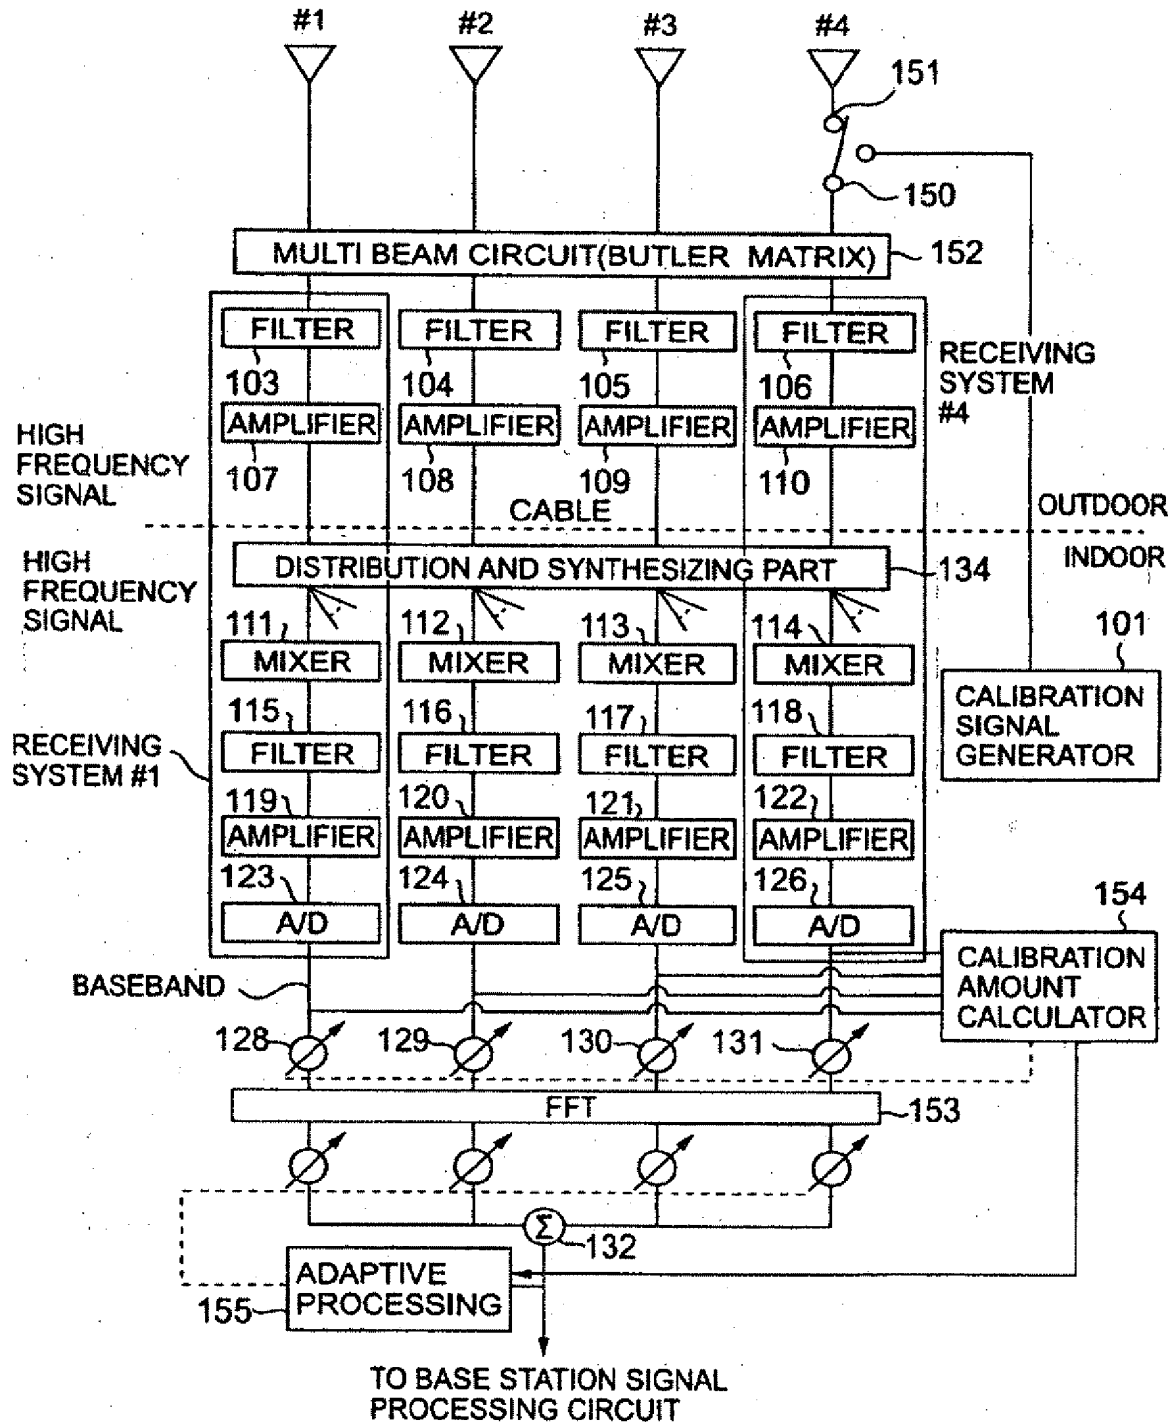 #1 #2 #3 #4
151
150
MULTI BEAM CIRCUIT(BUTLER MATRIX)
152
FILTER FILTER FILTER FILTER
103 104 105 106
RECEIVING
SYSTEM
#4
AMPLIFIER AMPLIFIER AMPLIFIER AMPLIFIER
107 108 109 110
HIGH
FREQUENCY
SIGNAL
CABLE
OUTDOOR
INDOOR
HIGH
FREQUENCY
SIGNAL
DISTRIBUTION AND SYNTHESIZING PART
134
111 112 113 114
MIXER MIXER MIXER MIXER
101
CALIBRATION
SIGNAL
GENERATOR
115 116 117 118
FILTER FILTER FILTER FILTER
RECEIVING
SYSTEM #1
119 120 121 122
AMPLIFIER AMPLIFIER AMPLIFIER AMPLIFIER
123 124 125 126
A/D A/D A/D A/D
154
CALIBRATION
AMOUNT
CALCULATOR
BASEBAND
128 129 130 131
FFT
153
Σ
132
ADAPTIVE
PROCESSING
155
TO BASE STATION SIGNAL
PROCESSING CIRCUIT